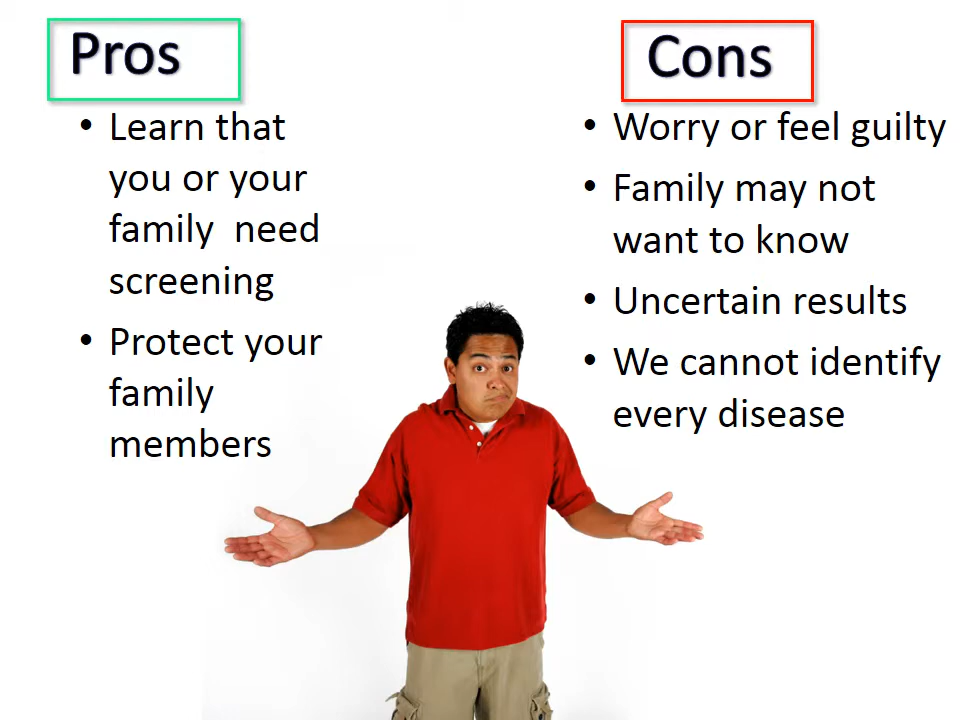 Pros
• Learn that
you or your
family need
screening
• Protect your
family
members
Cons
• Worry or feel guilty
• Family may not
want to know
• Uncertain results
• We cannot identify
every disease